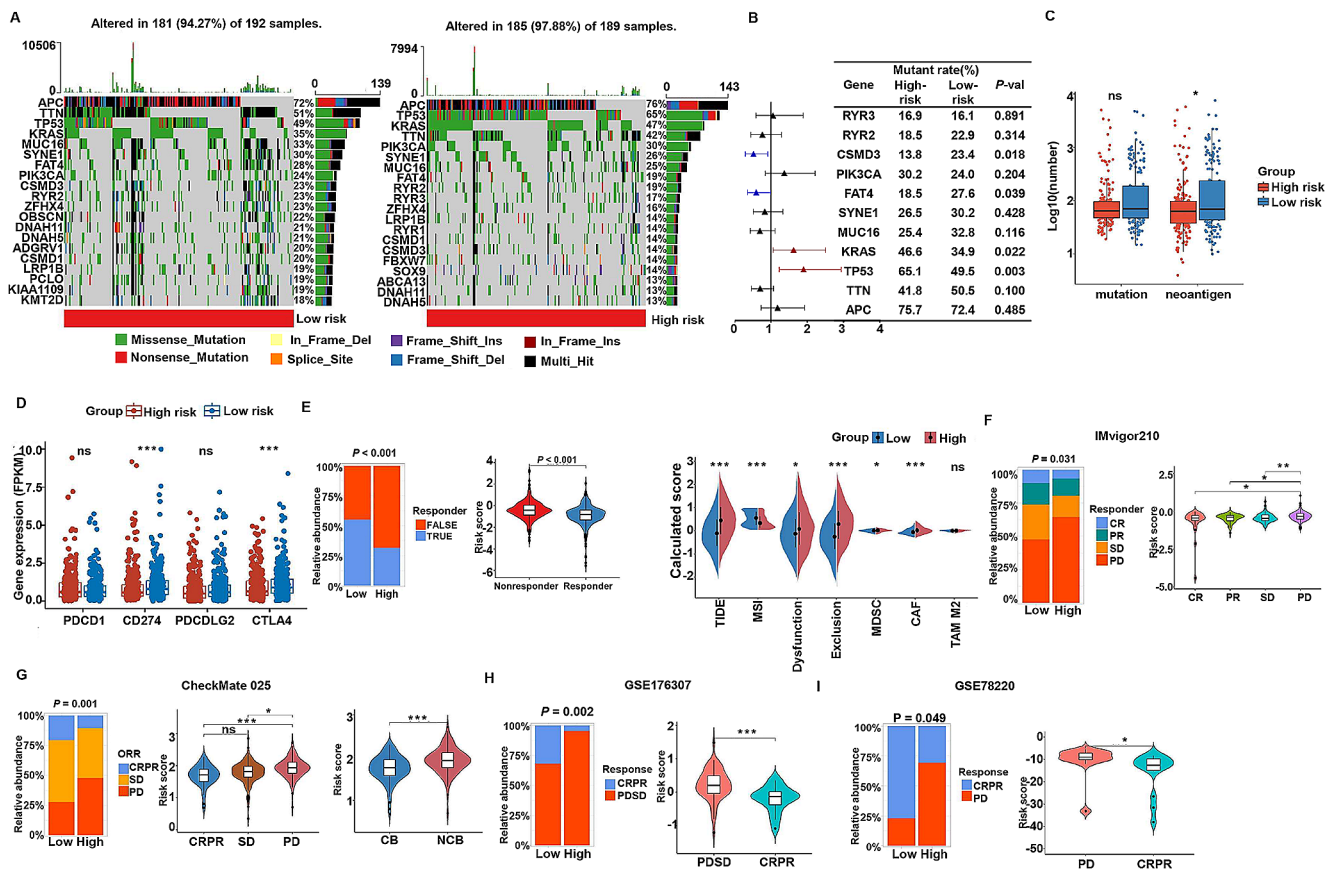 A
Altered in 181 (94.27%) of 192 samples.
10506
0
0 139
APC 72%
TTN 51%
TP53 49%
KRAS 35%
MUC16 33%
SYNE1 30%
FAT4 28%
PIK3CA 24%
CSMD3 23%
RYR2 23%
ZFHX4 23%
OBSCN 22%
DNAH11 21%
DNAH5 21%
ADGRV1 20%
CSMD1 20%
LRP1B 19%
PCLO 19%
KIAA1109 19%
KMT2D 18%
Low risk
Altered in 185 (97.88%) of 189 samples.
7994
0
0 143
APC 76%
TP53 65%
KRAS 47%
TTN 42%
PIK3CA 30%
SYNE1 26%
MUC16 25%
FAT4 19%
RYR2 19%
RYR3 17%
ZFHX4 16%
LRP1B 14%
RYR1 14%
CSMD1 14%
CSMD3 14%
FBXW7 14%
SOX9 14%
ABCA13 13%
DNAH11 13%
DNAH5 13%
High risk
Missense_Mutation
In_Frame_Del
Frame_Shift_Ins
In_Frame_Ins
Nonsense_Mutation
Splice_Site
Frame_Shift_Del
Multi_Hit
B
Mutant rate(%)
Gene High-risk Low-risk P-val
RYR3 16.9 16.1 0.891
RYR2 18.5 22.9 0.314
CSMD3 13.8 23.4 0.018
PIK3CA 30.2 24.0 0.204
FAT4 18.5 27.6 0.039
SYNE1 26.5 30.2 0.428
MUC16 25.4 32.8 0.116
KRAS 46.6 34.9 0.022
TP53 65.1 49.5 0.003
TTN 41.8 50.5 0.100
APC 75.7 72.4 0.485
0 1 2 3 4
C
Log10(number)
4
3
2
1
ns *
mutation neoantigen
Group
High risk
Low risk
D
Group High risk Low risk
Gene expression (FPKM)
10.0
7.5
5.0
2.5
0.0
ns *** ns ***
PDCD1 CD274 PDCDLG2 CTLA4
E
P < 0.001
Relative abundance
100%
75%
50%
25%
0%
Low High
Responder
FALSE
TRUE
P < 0.001
Risk score
4
2
0
-2
-4
-6
Nonresponder Responder
Group Low High
Calculated score
3
2
1
0
-1
-2
*** *** * *** * *** ns
TIDE
MSI
Dysfunction
Exclusion
MDSC
CAF
TAM M2
F
IMvigor210
P = 0.031
Relative abundance
100%
75%
50%
25%
0%
Low High
Responder
CR
PR
SD
PD
Risk score
2.5
0.0
-5.0
**
*
*
CR PR SD PD
G
CheckMate 025
P = 0.001
Relative abundance
100%
75%
50%
25%
0%
Low High
ORR
CRPR
SD
PD
Risk score
3
2
1
0
*
***
ns
CRPR SD PD
Risk score
3
2
1
***
CB NCB
H
GSE176307
P = 0.002
Relative abundance
100%
75%
50%
25%
0%
Low High
Response
CRPR
PDSD
Risk score
2
1
0
-1
***
PDSD CRPR
I
GSE78220
P = 0.049
Relative abundance
100%
75%
50%
25%
0%
Low High
Response
CRPR
PD
Risk score
0
-10
-20
-30
-40
-50
*
PD CRPR